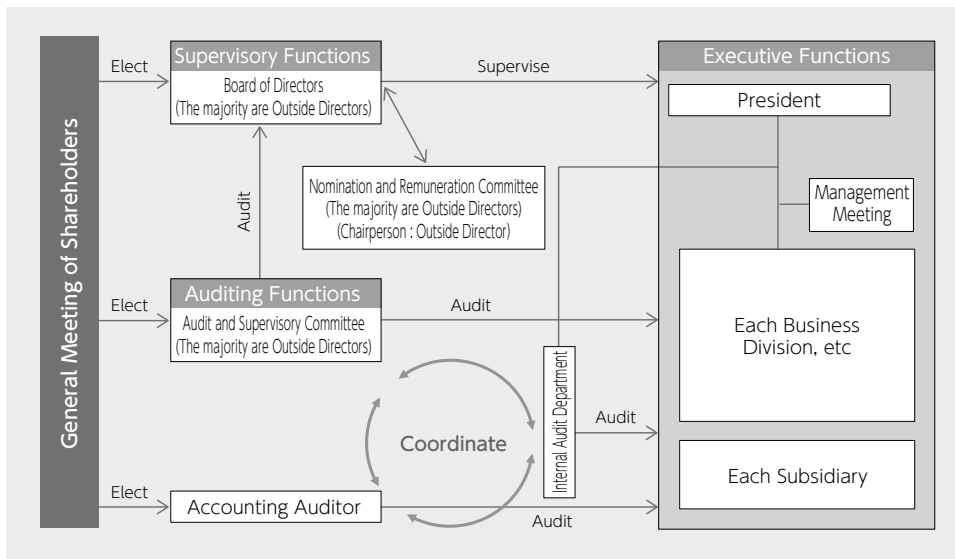 General Meeting of Shareholders
Elect
Supervisory Functions
Board of Directors
(The majority are Outside Directors)
Supervise
Executive Functions
President
Nomination and Remuneration Committee
(The majority are Outside Directors)
(Chairperson : Outside Director)
Management
Meeting
Audit
Elect
Auditing Functions
Audit and Supervisory Committee
(The majority are Outside Directors)
Audit
Each Business
Division, etc
Internal Audit Department
Audit
Coordinate
Each Subsidiary
Elect
Accounting Auditor
Audit